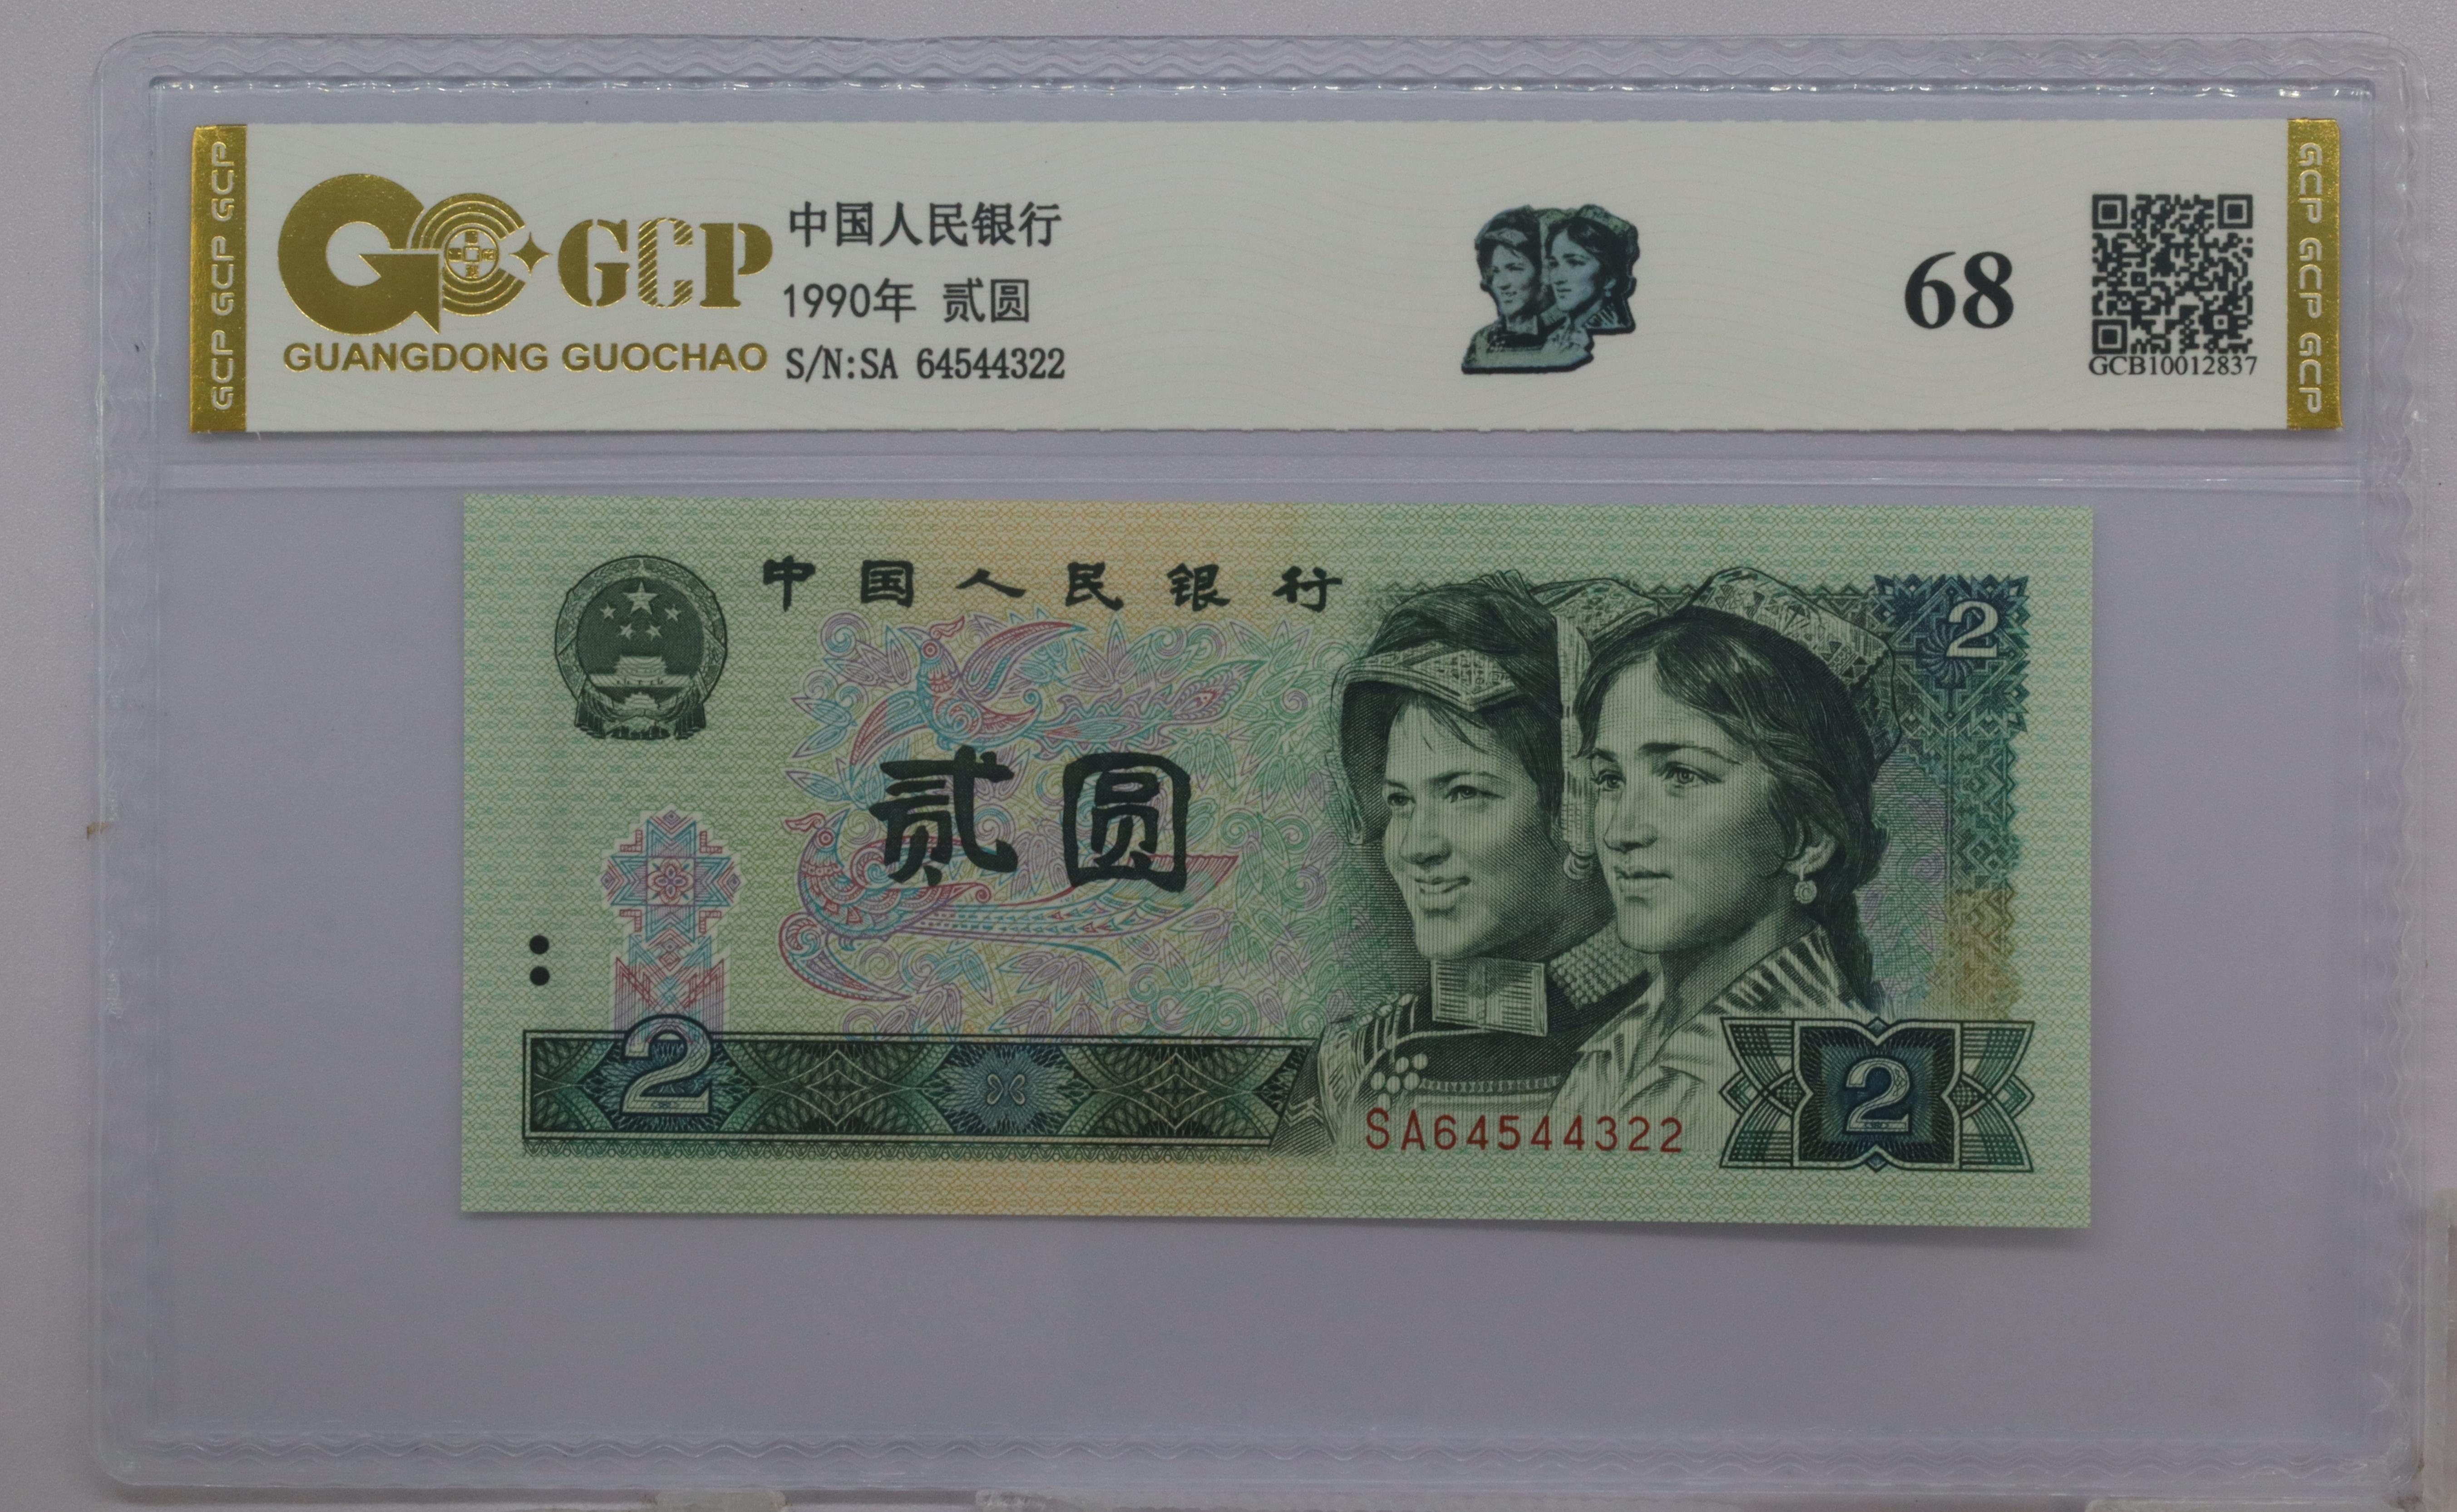 GCP GCP GCP
GCP
GUANGDONG GUOCHAO
中国人民银行
1990年 贰圆
S/N:SA 64544322
68
GCB10012837
GCP GCP GCP
中国人民银行
2
贰圆
2
SA64544322
2